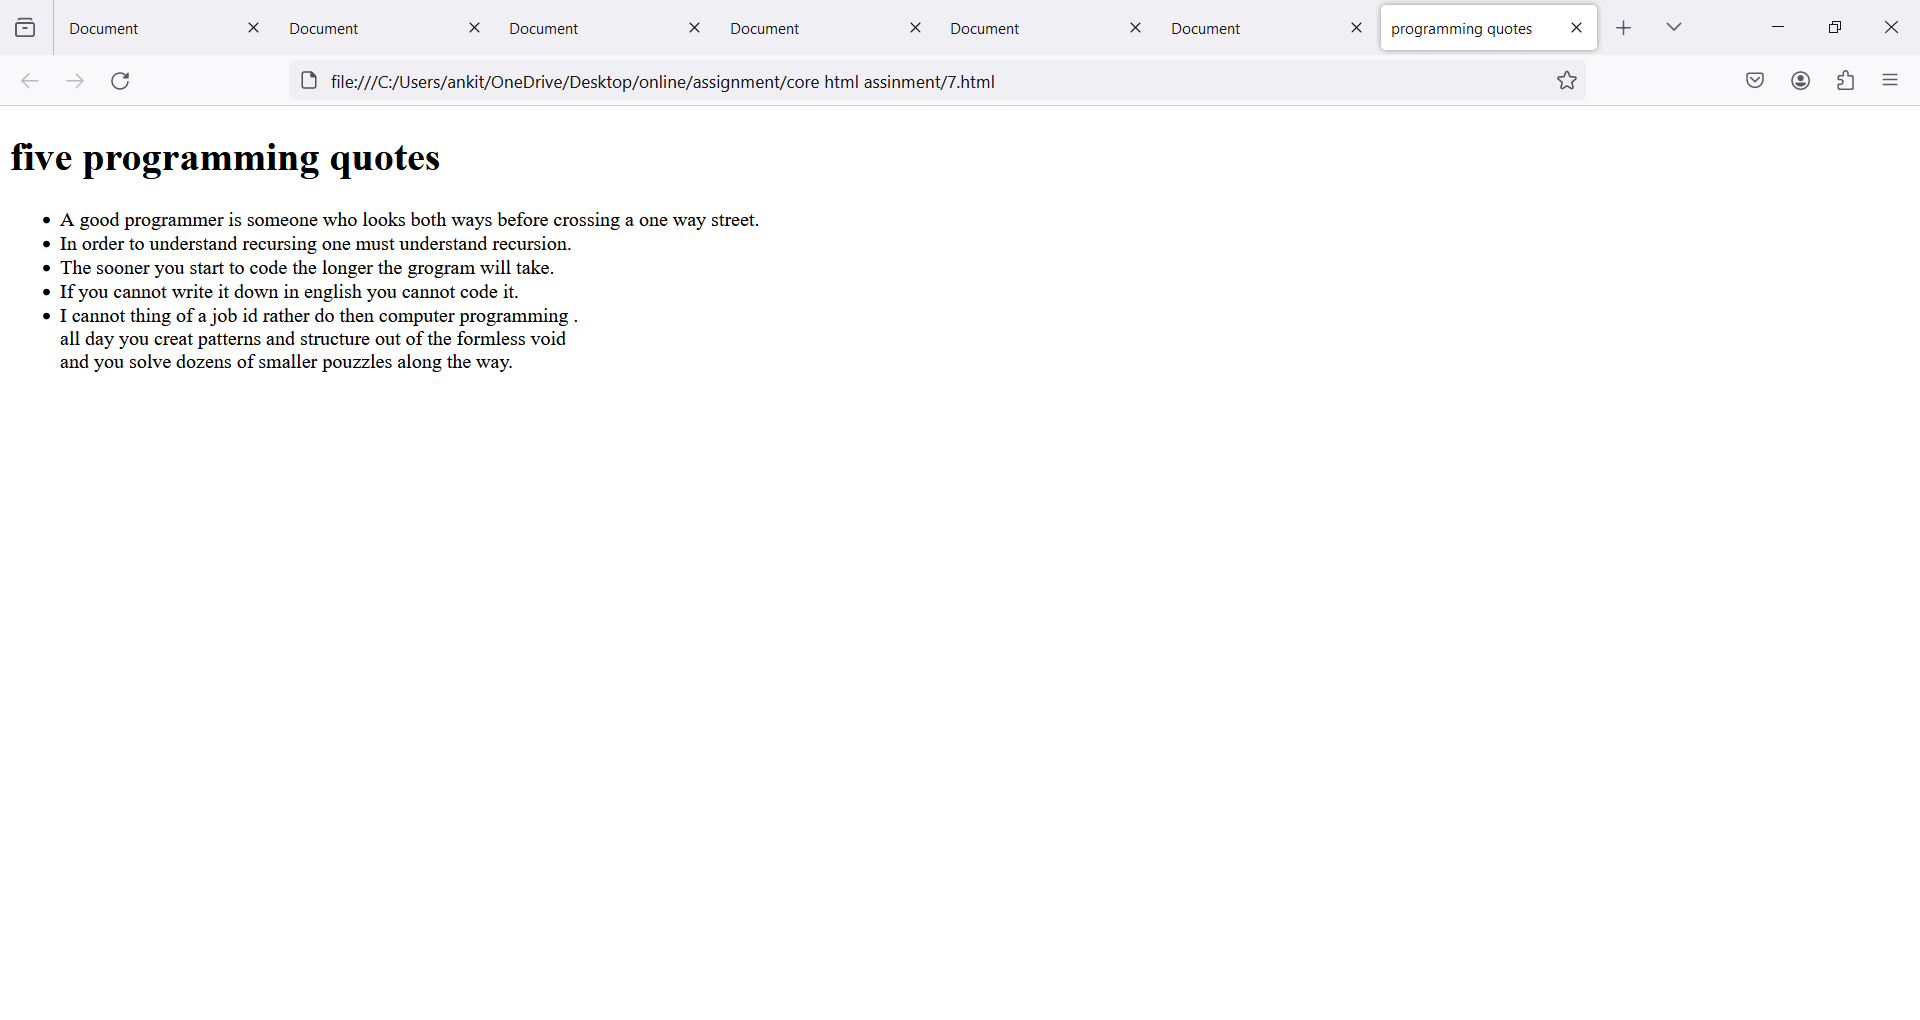 Document
Document
Document
Document
Document
Document
programming quotes
file:///C:/Users/ankit/OneDrive/Desktop/online/assignment/core html assinment/7.html
five programming quotes
A good programmer is someone who looks both ways before crossing a one way street.
In order to understand recursing one must understand recursion.
The sooner you start to code the longer the grogram will take.
If you cannot write it down in english you cannot code it.
I cannot thing of a job id rather do then computer programming .
all day you creat patterns and structure out of the formless void
and you solve dozens of smaller pouzzles along the way.